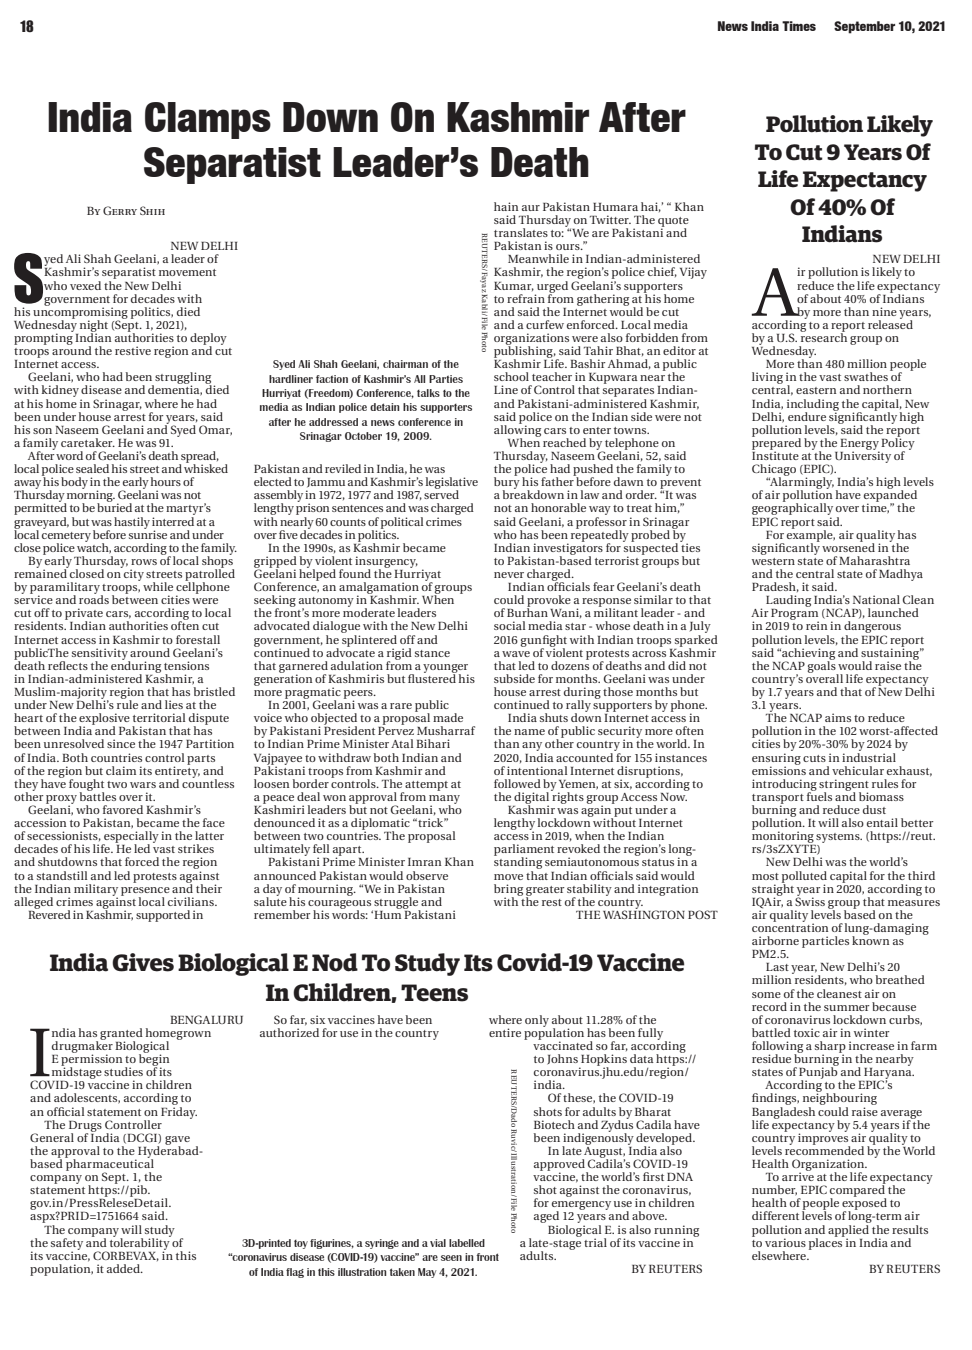 18
News India Times September 10, 2021
India Clamps Down On Kashmir After
Separatist Leader’s Death
By Gerry Shih
NEW DELHI
Syed Ali Shah Geelani, a leader of
Kashmir’s separatist movement
who vexed the New Delhi
government for decades with
his uncompromising politics, died
Wednesday night (Sept. 1, 2021),
prompting Indian authorities to deploy
troops around the restive region and cut
Internet access.
Geelani, who had been struggling
with kidney disease and dementia, died
at his home in Srinagar, where he had
been under house arrest for years, said
his son Naseem Geelani and Syed Omar,
a family caretaker. He was 91.
After word of Geelani’s death spread,
local police sealed his street and whisked
away his body in the early hours of
Thursday morning. Geelani was not
permitted to be buried at the martyr’s
graveyard, but was hastily interred at a
local cemetery before sunrise and under
close police watch, according to the family.
By early Thursday, rows of local shops
remained closed on city streets patrolled
by paramilitary troops, while cellphone
service and roads between cities were
cut off to private cars, according to local
residents. Indian authorities often cut
Internet access in Kashmir to forestall
publicThe sensitivity around Geelani’s
death reflects the enduring tensions
in Indian-administered Kashmir, a
Muslim-majority region that has bristled
under New Delhi’s rule and lies at the
heart of the explosive territorial dispute
between India and Pakistan that has
been unresolved since the 1947 Partition
of India. Both countries control parts
of the region but claim its entirety, and
they have fought two wars and countless
other proxy battles over it.
Geelani, who favored Kashmir’s
accession to Pakistan, became the face
of secessionists, especially in the latter
decades of his life. He led vast strikes
and shutdowns that forced the region
to a standstill and led protests against
the Indian military presence and their
alleged crimes against local civilians.
Revered in Kashmir, supported in
REUTERS/Fayaz Kabli/File Photo
Syed Ali Shah Geelani, chairman of the
hardliner faction of Kashmir’s All Parties
Hurriyat (Freedom) Conference, talks to the
media as Indian police detain his supporters
after he addressed a news conference in
Srinagar October 19, 2009.
Pakistan and reviled in India, he was
elected to Jammu and Kashmir’s legislative
assembly in 1972, 1977 and 1987, served
lengthy prison sentences and was charged
with nearly 60 counts of political crimes
over five decades in politics.
In the 1990s, as Kashmir became
gripped by violent insurgency,
Geelani helped found the Hurriyat
Conference, an amalgamation of groups
seeking autonomy in Kashmir. When
the front’s more moderate leaders
advocated dialogue with the New Delhi
government, he splintered off and
continued to advocate a rigid stance
that garnered adulation from a younger
generation of Kashmiris but flustered his
more pragmatic peers.
In 2001, Geelani was a rare public
voice who objected to a proposal made
by Pakistani President Pervez Musharraf
to Indian Prime Minister Atal Bihari
Vajpayee to withdraw both Indian and
Pakistani troops from Kashmir and
loosen border controls. The attempt at
a peace deal won approval from many
Kashmiri leaders but not Geelani, who
denounced it as a diplomatic “trick”
between two countries. The proposal
ultimately fell apart.
Pakistani Prime Minister Imran Khan
announced Pakistan would observe
a day of mourning. “We in Pakistan
salute his courageous struggle and
remember his words: ‘Hum Pakistani
hain aur Pakistan Humara hai,’ “ Khan
said Thursday on Twitter. The quote
translates to: “We are Pakistani and
Pakistan is ours.”
Meanwhile in Indian-administered
Kashmir, the region’s police chief, Vijay
Kumar, urged Geelani’s supporters
to refrain from gathering at his home
and said the Internet would be cut
and a curfew enforced. Local media
organizations were also forbidden from
publishing, said Tahir Bhat, an editor at
Kashmir Life. Bashir Ahmad, a public
school teacher in Kupwara near the
Line of Control that separates Indian-
and Pakistani-administered Kashmir,
said police on the Indian side were not
allowing cars to enter towns.
When reached by telephone on
Thursday, Naseem Geelani, 52, said
the police had pushed the family to
bury his father before dawn to prevent
a breakdown in law and order. “It was
not an honorable way to treat him,”
said Geelani, a professor in Srinagar
who has been repeatedly probed by
Indian investigators for suspected ties
to Pakistan-based terrorist groups but
never charged.
Indian officials fear Geelani’s death
could provoke a response similar to that
of Burhan Wani, a militant leader - and
social media star - whose death in a July
2016 gunfight with Indian troops sparked
a wave of violent protests across Kashmir
that led to dozens of deaths and did not
subside for months. Geelani was under
house arrest during those months but
continued to rally supporters by phone.
India shuts down Internet access in
the name of public security more often
than any other country in the world. In
2020, India accounted for 155 instances
of intentional Internet disruptions,
followed by Yemen, at six, according to
the digital rights group Access Now.
Kashmir was again put under a
lengthy lockdown without Internet
access in 2019, when the Indian
parliament revoked the region’s long-
standing semiautonomous status in a
move that Indian officials said would
bring greater stability and integration
with the rest of the country.
THE WASHINGTON POST
Pollution Likely
To Cut 9 Years Of
Life Expectancy
Of 40% Of
Indians
NEW DELHI
Air pollution is likely to
reduce the life expectancy
of about 40% of Indians
by more than nine years,
according to a report released
by a U.S. research group on
Wednesday.
More than 480 million people
living in the vast swathes of
central, eastern and northern
India, including the capital, New
Delhi, endure significantly high
pollution levels, said the report
prepared by the Energy Policy
Institute at the University of
Chicago (EPIC).
“Alarmingly, India’s high levels
of air pollution have expanded
geographically over time,” the
EPIC report said.
For example, air quality has
significantly worsened in the
western state of Maharashtra
and the central state of Madhya
Pradesh, it said.
Lauding India’s National Clean
Air Program (NCAP), launched
in 2019 to rein in dangerous
pollution levels, the EPIC report
said “achieving and sustaining”
the NCAP goals would raise the
country’s overall life expectancy
by 1.7 years and that of New Delhi
3.1 years.
The NCAP aims to reduce
pollution in the 102 worst-affected
cities by 20%-30% by 2024 by
ensuring cuts in industrial
emissions and vehicular exhaust,
introducing stringent rules for
transport fuels and biomass
burning and reduce dust
pollution. It will also entail better
monitoring systems. (https://reut.
rs/3sZXYTE)
New Delhi was the world’s
most polluted capital for the third
straight year in 2020, according to
IQAir, a Swiss group that measures
air quality levels based on the
concentration of lung-damaging
airborne particles known as
PM2.5.
Last year, New Delhi’s 20
million residents, who breathed
some of the cleanest air on
record in the summer because
of coronavirus lockdown curbs,
battled toxic air in winter
following a sharp increase in farm
residue burning in the nearby
states of Punjab and Haryana.
According to the EPIC’s
findings, neighbouring
Bangladesh could raise average
life expectancy by 5.4 years if the
country improves air quality to
levels recommended by the World
Health Organization.
To arrive at the life expectancy
number, EPIC compared the
health of people exposed to
different levels of long-term air
pollution and applied the results
to various places in India and
elsewhere.
BY REUTERS
India Gives Biological E Nod To Study Its Covid-19 Vaccine
In Children, Teens
BENGALURU
India has granted homegrown
drugmaker Biological
E permission to begin
midstage studies of its
COVID-19 vaccine in children
and adolescents, according to
an official statement on Friday.
The Drugs Controller
General of India (DCGI) gave
the approval to the Hyderabad-
based pharmaceutical
company on Sept. 1, the
statement https://pib.
gov.in/PressReleseDetail.
aspx?PRID=1751664 said.
The company will study
the safety and tolerability of
its vaccine, CORBEVAX, in this
population, it added.
So far, six vaccines have been
authorized for use in the country
REUTERS/Dado Ruvic/Illustration/File Photo
3D-printed toy figurines, a syringe and a vial labelled
“coronavirus disease (COVID-19) vaccine” are seen in front
of India flag in this illustration taken May 4, 2021.
where only about 11.28% of the
entire population has been fully
vaccinated so far, according
to Johns Hopkins data https://
coronavirus.jhu.edu/region/
india.
Of these, the COVID-19
shots for adults by Bharat
Biotech and Zydus Cadila have
been indigenously developed.
In late August, India also
approved Cadila’s COVID-19
vaccine, the world’s first DNA
shot against the coronavirus,
for emergency use in children
aged 12 years and above.
Biological E. is also running
a late-stage trial of its vaccine in
adults.
BY REUTERS